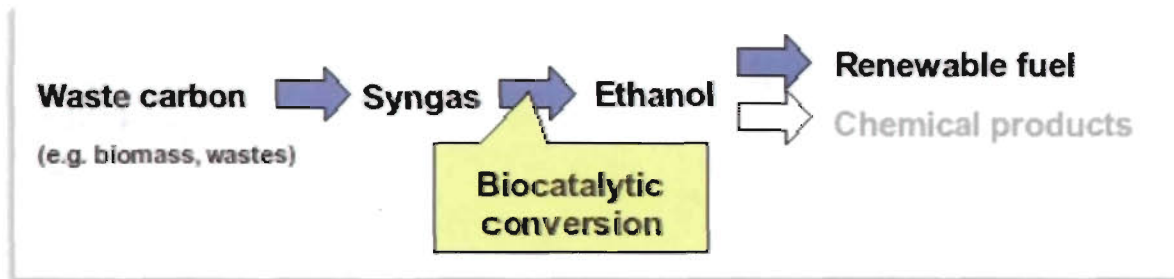 Waste carbon
(e.g. biomass, wastes)
Syngas
Biocatalytic
conversion
Ethanol
Renewable fuel
Chemical products